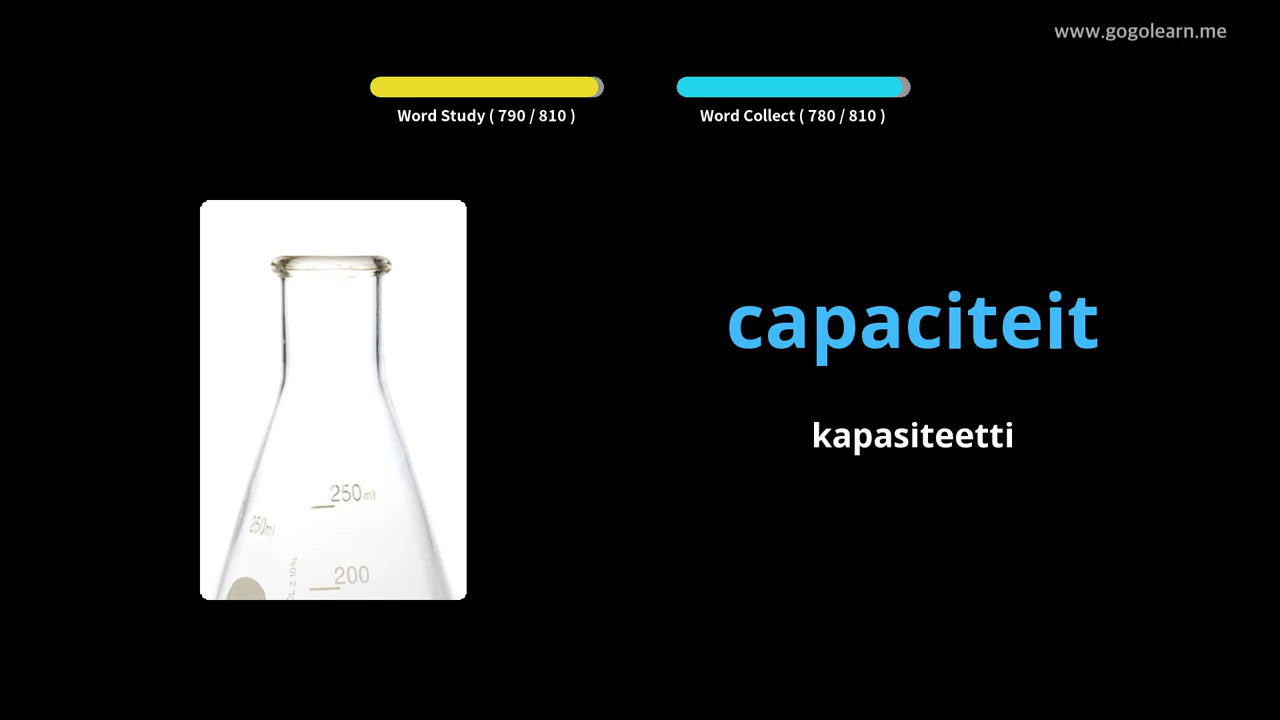 www.gogolearn.me
Word Study ( 790 / 810 )
Word Collect ( 780 / 810 )
capaciteit
kapasiteetti
250ml
250ml
200